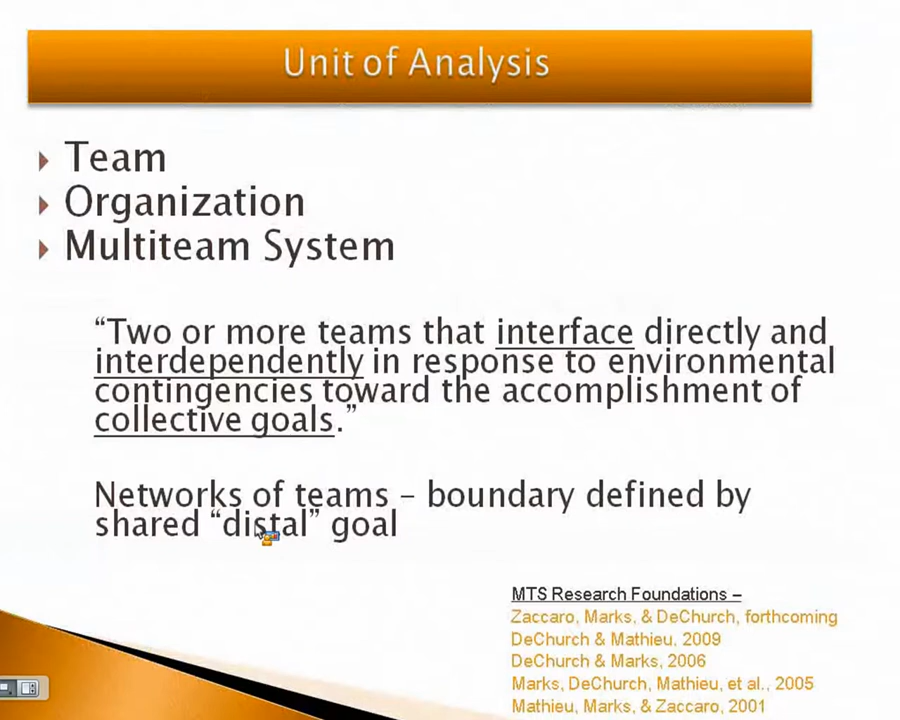 Unit of Analysis
Team
Organization
Multiteam System
“Two or more teams that interface directly and
interdependently in response to environmental
contingencies toward the accomplishment of
collective goals.”
Networks of teams – boundary defined by
shared “distal” goal
MTS Research Foundations –
Zaccaro, Marks, & DeChurch, forthcoming
DeChurch & Mathieu, 2009
DeChurch & Marks, 2006
Marks, DeChurch, Mathieu, et al., 2005
Mathieu, Marks, & Zaccaro, 2001